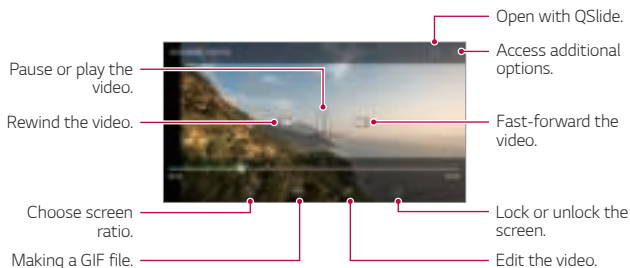 Open with QSlide.
Access additional
options.
Pause or play the
video.
Rewind the video.
Fast-forward the
video.
Choose screen
ratio.
Lock or unlock the
screen.
Making a GIF file.
Edit the video.